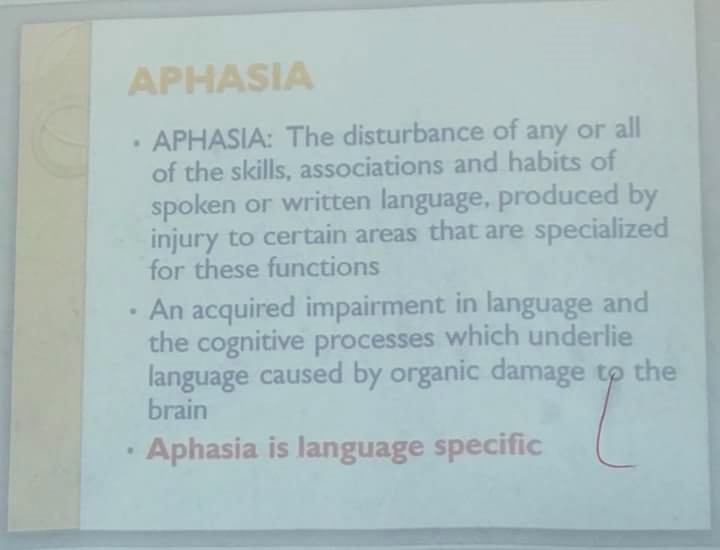 APHASIA
• APHASIA: The disturbance of any or all
of the skills, associations and habits of
spoken or written language, produced by
injury to certain areas that are specialized
for these functions
• An acquired impairment in language and
the cognitive processes which underlie
language caused by organic damage to the
brain
• Aphasia is language specific